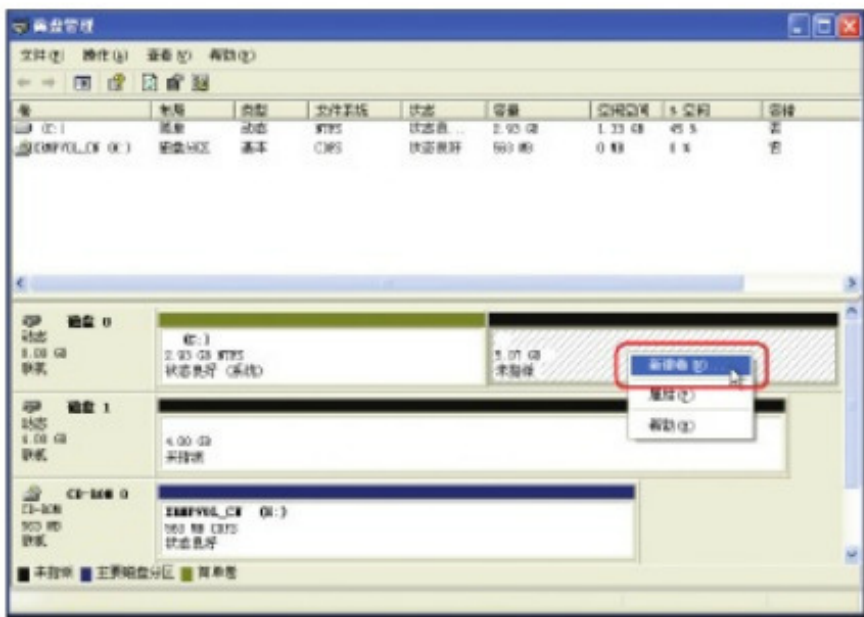 磁盘管理
文件(F) 操作(A) 查看(V) 帮助(H)
卷 布局 类型 文件系统 状态 容量 空闲空间 % 空闲 容错
(C:) 简单 动态 NTFS 状态良... 2.93 GB 1.33 GB 45 % 否
(K:) 磁盘分区 基本 CDFS 状态良好 563 MB 0 MB 0 % 否
磁盘 0
动态
8.00 GB
联机
(C:)
2.93 GB NTFS
状态良好 (系统)
5.07 GB
未指派
新建卷(N)...
属性(P)
帮助(H)
磁盘 1
动态
4.00 GB
联机
4.00 GB
未指派
CD-ROM 0
CD-ROM
563 MB
联机
563 MB CDFS
状态良好
未指派 主要磁盘分区 简单卷